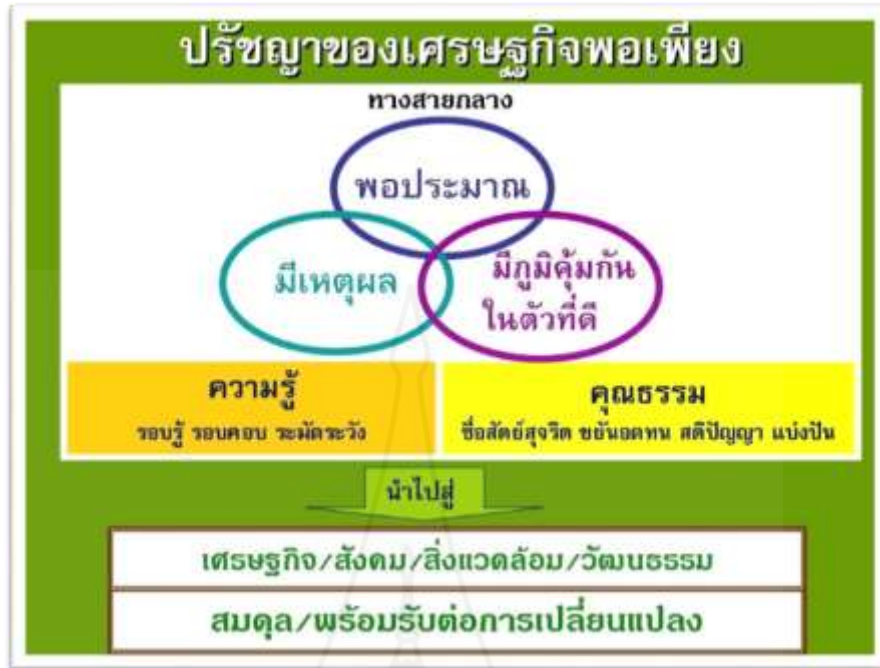 ปรัชญาของเศรษฐกิจพอเพียง
ทางสายกลาง
พอประมาณ
มีเหตุผล
มีภูมิคุ้มกัน
ในตัวที่ดี
ความรู้
รอบรู้ รอบคอบ ระมัดระวัง
คุณธรรม
ซื่อสัตย์สุจริต ขยันอดทน สติปัญญา แบ่งปัน
นำไปสู่
เศรษฐกิจ/สังคม/สิ่งแวดล้อม/วัฒนธรรม
สมดุล/พร้อมรับต่อการเปลี่ยนแปลง